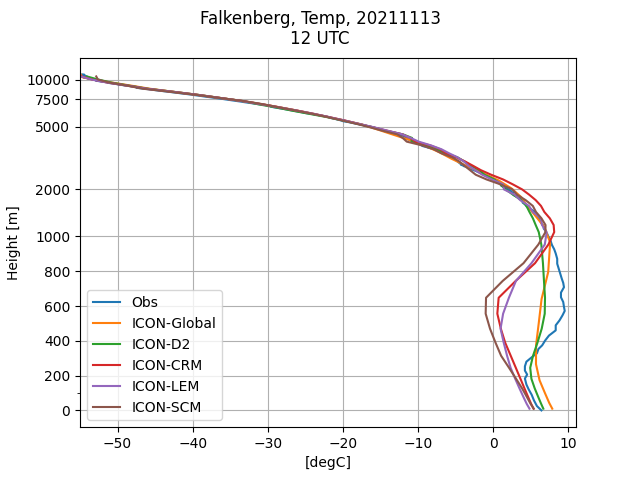 Falkenberg, Temp, 20211113
12 UTC
Height [m]
10000
7500
5000
2000
1000
800
600
400
200
0
Obs
ICON-Global
ICON-D2
ICON-CRM
ICON-LEM
ICON-SCM
−50
−40
−30
−20
−10
0
10
[degC]